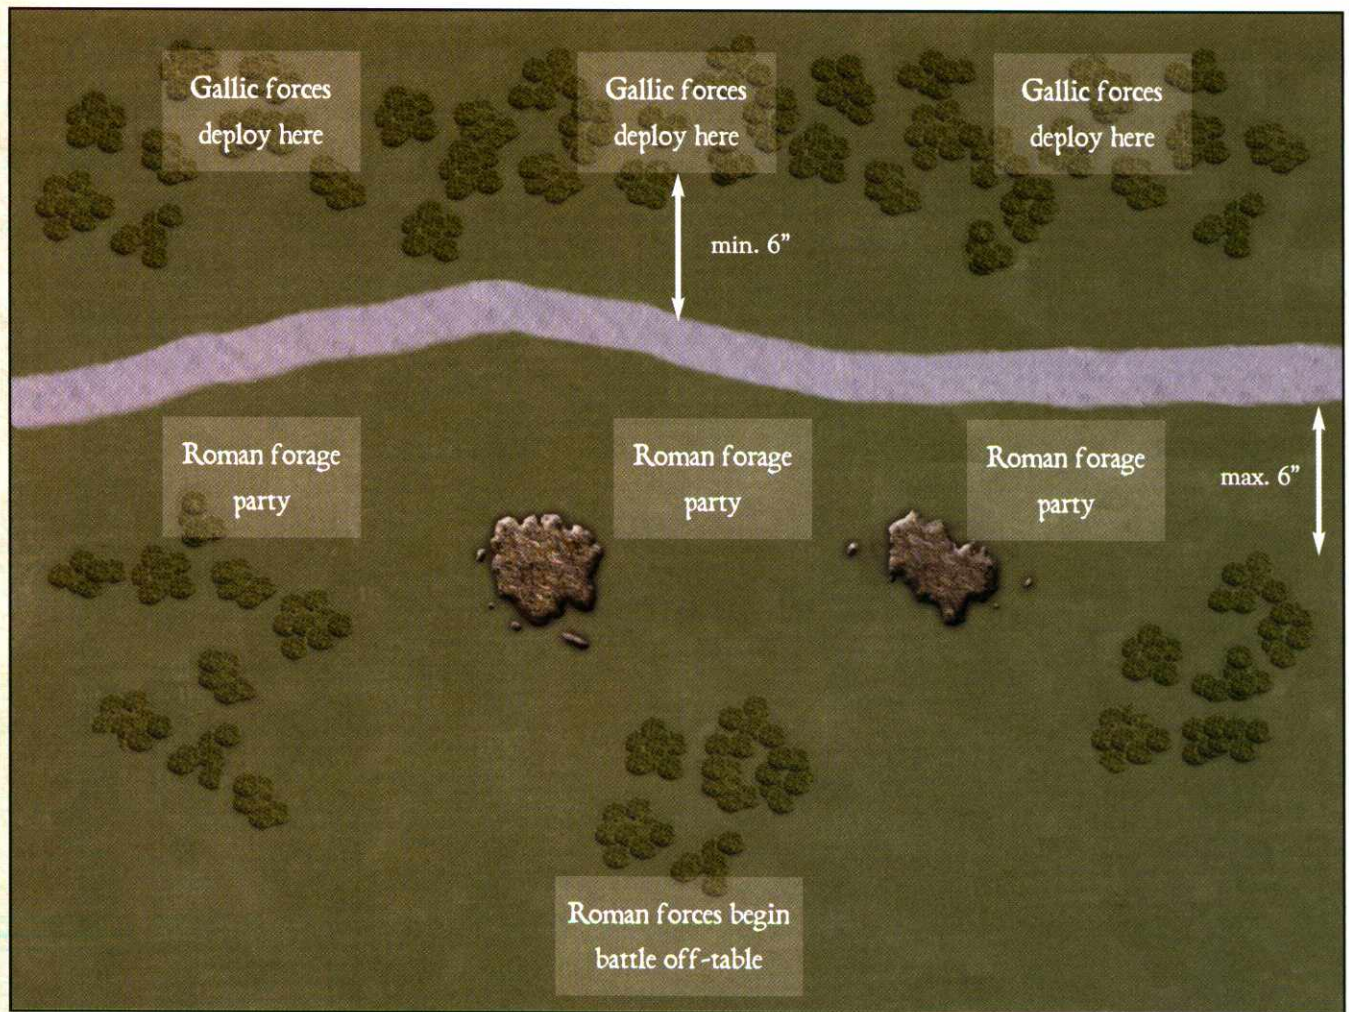 Gallic forces
deploy here
Gallic forces
deploy here
Gallic forces
deploy here
min. 6”
Roman forage
party
Roman forage
party
Roman forage
party
max. 6”
Roman forces begin
battle off-table